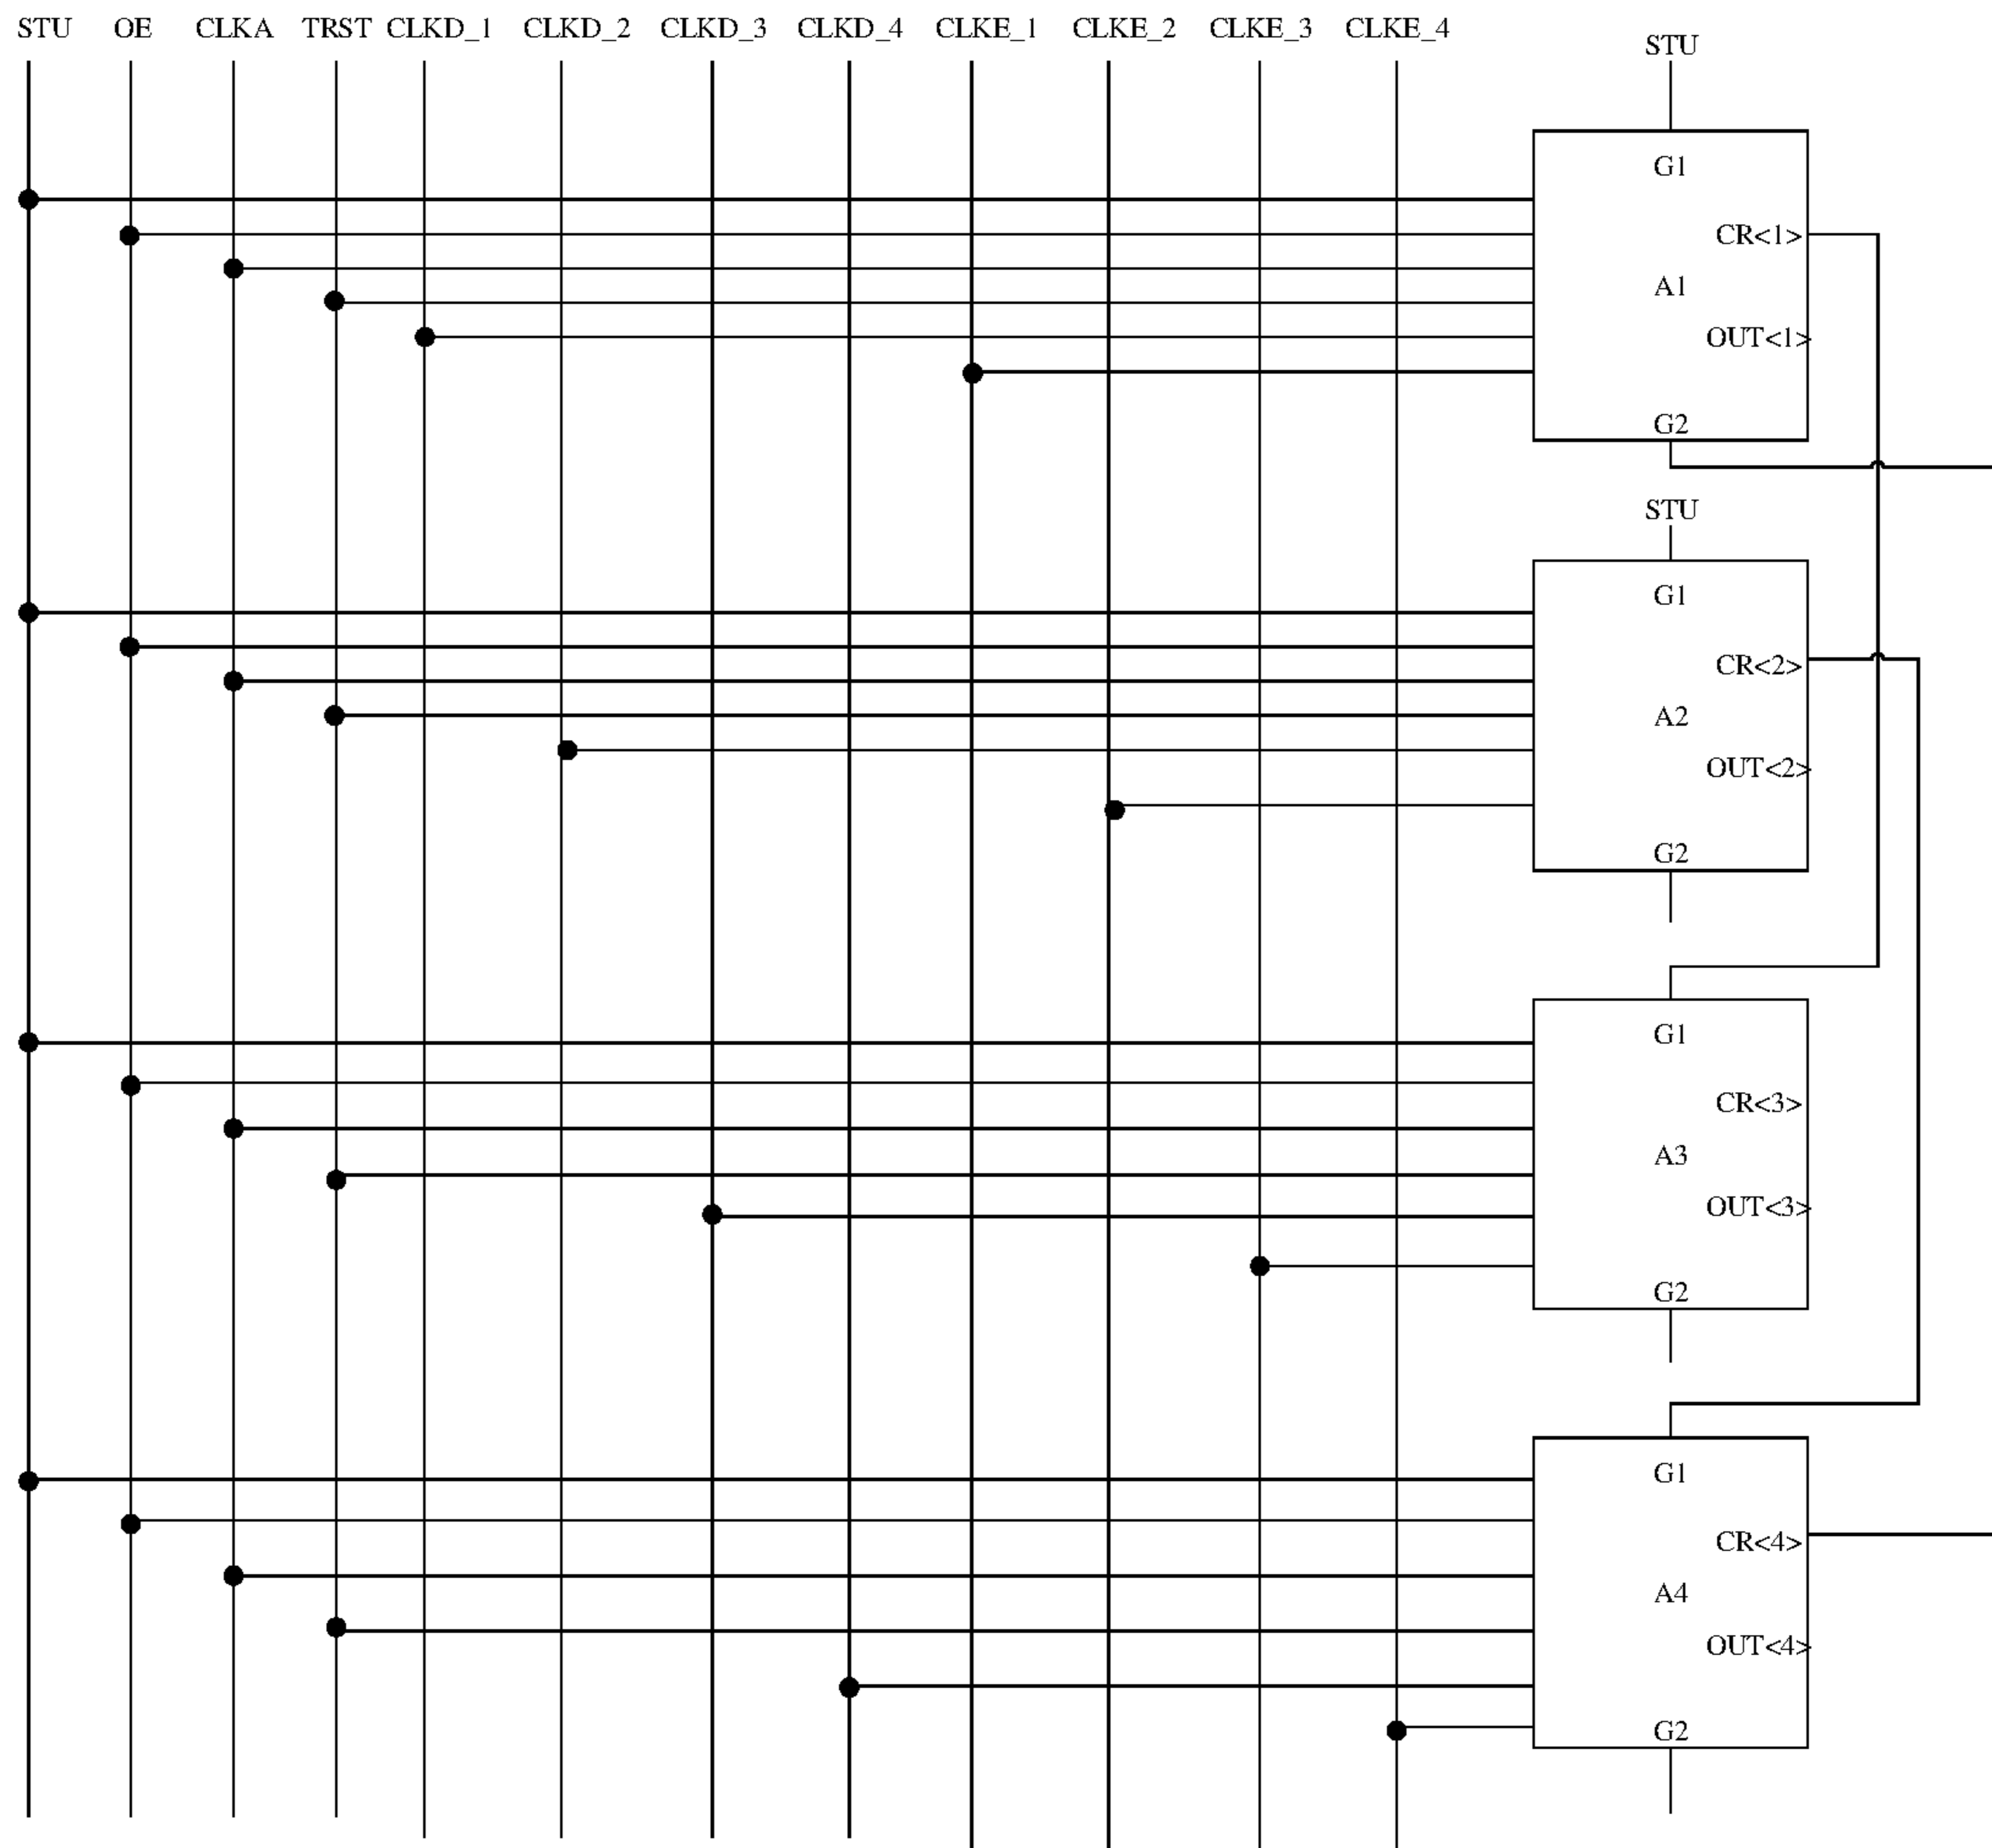 STU OE CLKA TRST CLKD_1 CLKD_2 CLKD_3 CLKD_4 CLKE_1 CLKE_2 CLKE_3 CLKE_4
STU
G1
CR<1>
A1
OUT<1>
G2
STU
G1
CR<2>
A2
OUT<2>
G2
G1
CR<3>
A3
OUT<3>
G2
G1
CR<4>
A4
OUT<4>
G2